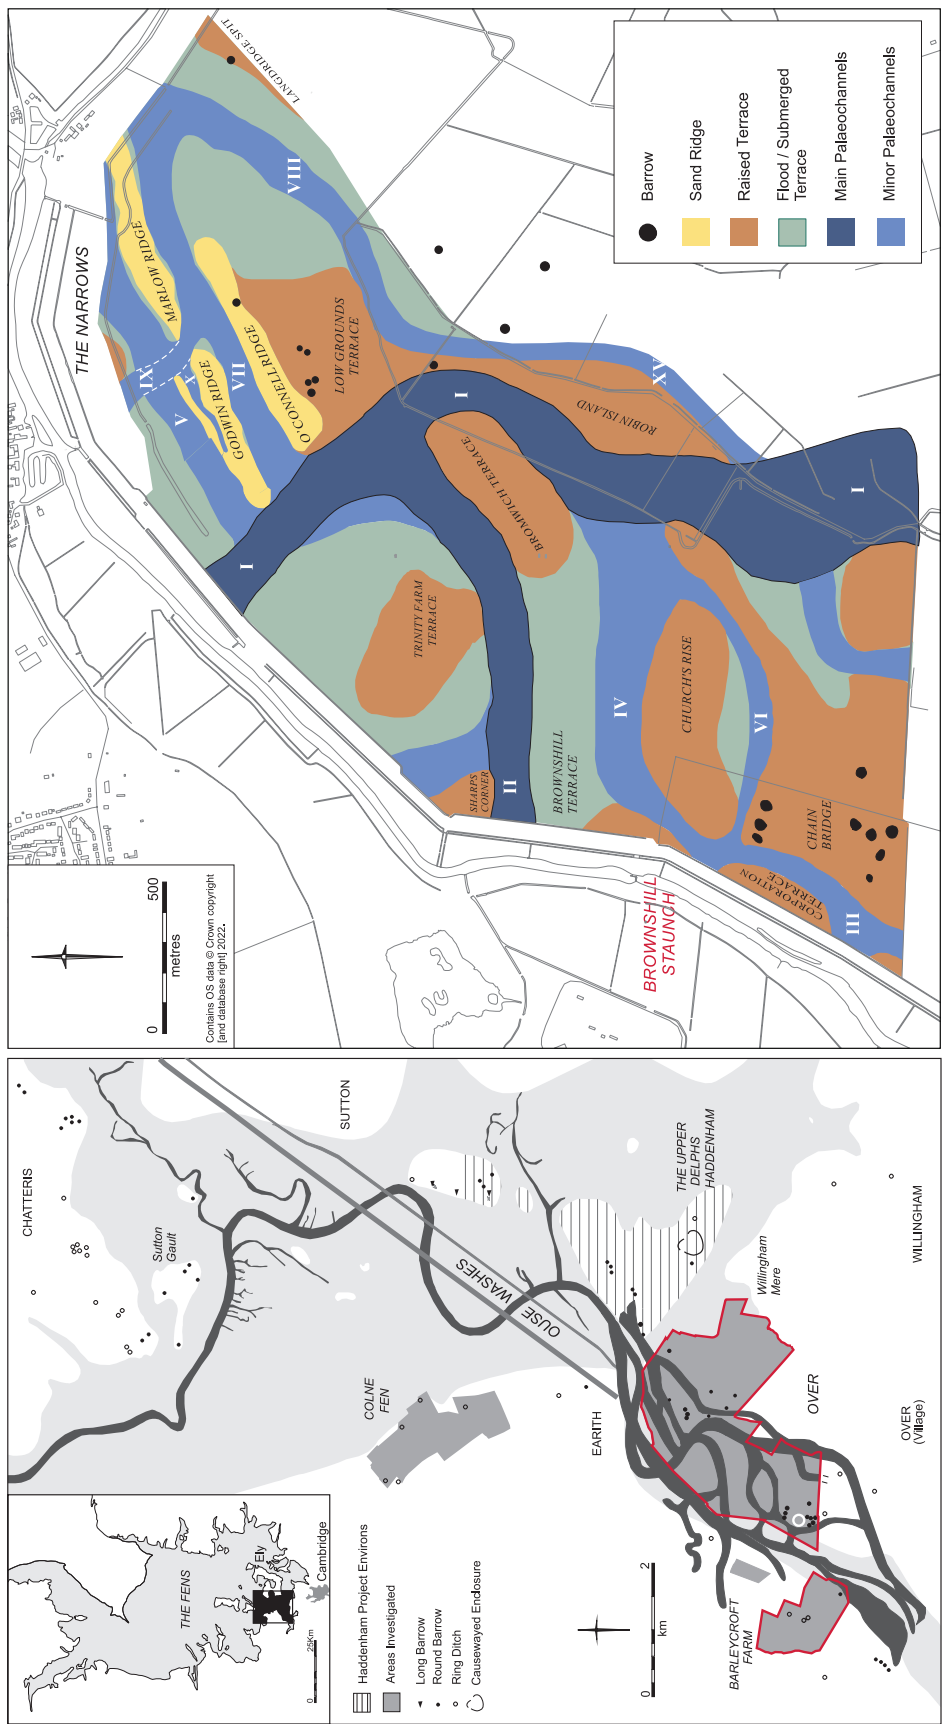 THE FENS
Ely
Cambridge
0
25Km
Haddenham Project Environs
Areas Investigated
Long Barrow
Round Barrow
Ring Ditch
Causewayed Enclosure
CHATTERIS
Sutton
Gault
SUTTON
COLNE
FEN
OUSE WASHES
EARITH
THE UPPER
DELPHS
HADDENHAM
Willingham
Mere
WILLINGHAM
OVER
OVER
(Village)
BARLEYCROFT
FARM
0
2
km
0
500
metres
Contains OS data © Crown copyright
[and database right] 2022.
THE NARROWS
LANGDRIDGE SPIT
MARLOW RIDGE
GODWIN RIDGE
O'CONNELL RIDGE
LOW GROUNDS
TERRACE
ROBIN ISLAND
BROMWICH TERRACE
TRINITY FARM
TERRACE
SHARPS
CORNER
BROWNSHILL
TERRACE
CHURCH'S RISE
CHAIN
BRIDGE
CORPORATION
TERRACE
BROWNSHILL
STAUNCH
I
I
I
II
III
IV
V
VI
VII
VIII
IX
X
XV
Barrow
Sand Ridge
Raised Terrace
Flood / Submerged
Terrace
Main Palaeochannels
Minor Palaeochannels